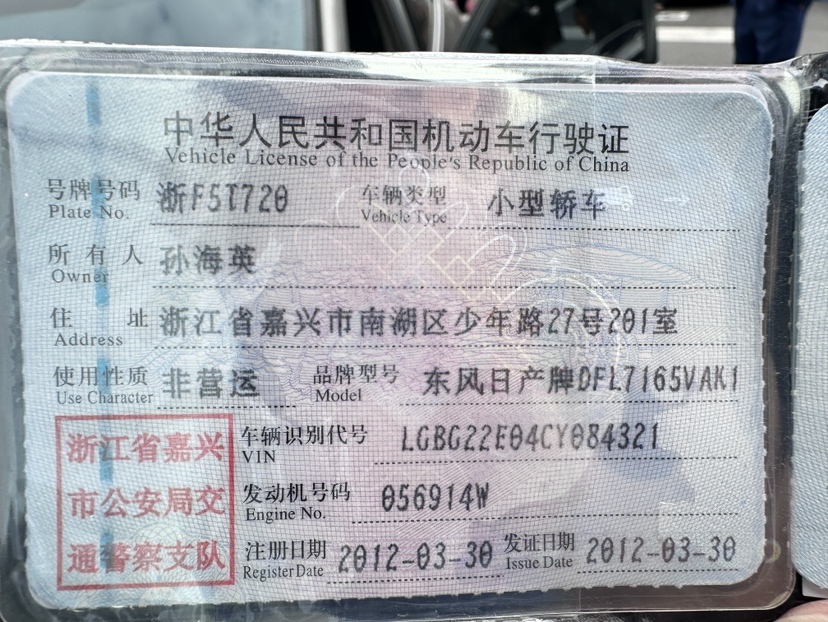 中华人民共和国机动车行驶证
Vehicle License of the People's Republic of China
号牌号码 浙F5T720 车辆类型 小型轿车
Plate No. Vehicle Type
所有人 孙海英
Owner
住址 浙江省嘉兴市南湖区少年路27号201室
Address
使用性质 非营运 品牌型号 东风日产牌DFL7165VAK1
Use Character Model
浙江省嘉兴 车辆识别代号 LGBG22E04CY084321
VIN
市公安局交 发动机号码 056914W
Engine No.
通警察支队 注册日期 2012-03-30 发证日期 2012-03-30
Register Date Issue Date